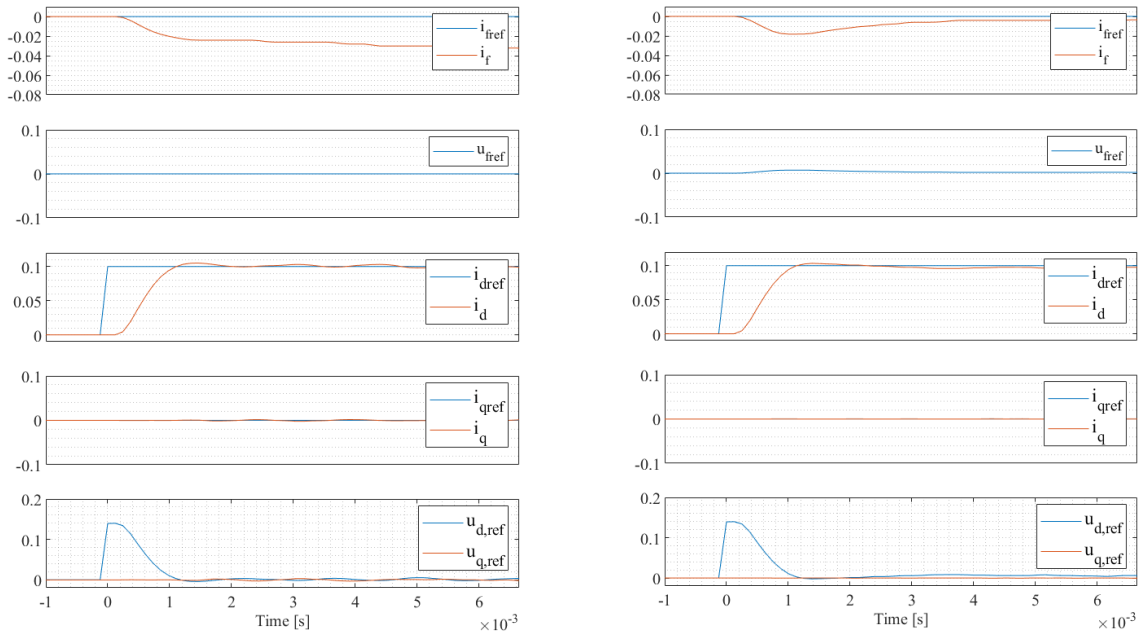 0
-0.02
-0.04
-0.06
-0.08
i_fref
i_f
0.1
0
-0.1
u_fref
0.1
0.05
0
i_dref
i_d
0.1
0
-0.1
i_qref
i_q
0.2
0.1
0
u_d,ref
u_q,ref
-1 0 1 2 3 4 5 6
Time [s]
×10^-3
0
-0.02
-0.04
-0.06
-0.08
i_fref
i_f
0.1
0
-0.1
u_fref
0.1
0.05
0
i_dref
i_d
0.1
0
-0.1
i_qref
i_q
0.2
0.1
0
u_d,ref
u_q,ref
-1 0 1 2 3 4 5 6
Time [s]
×10^-3